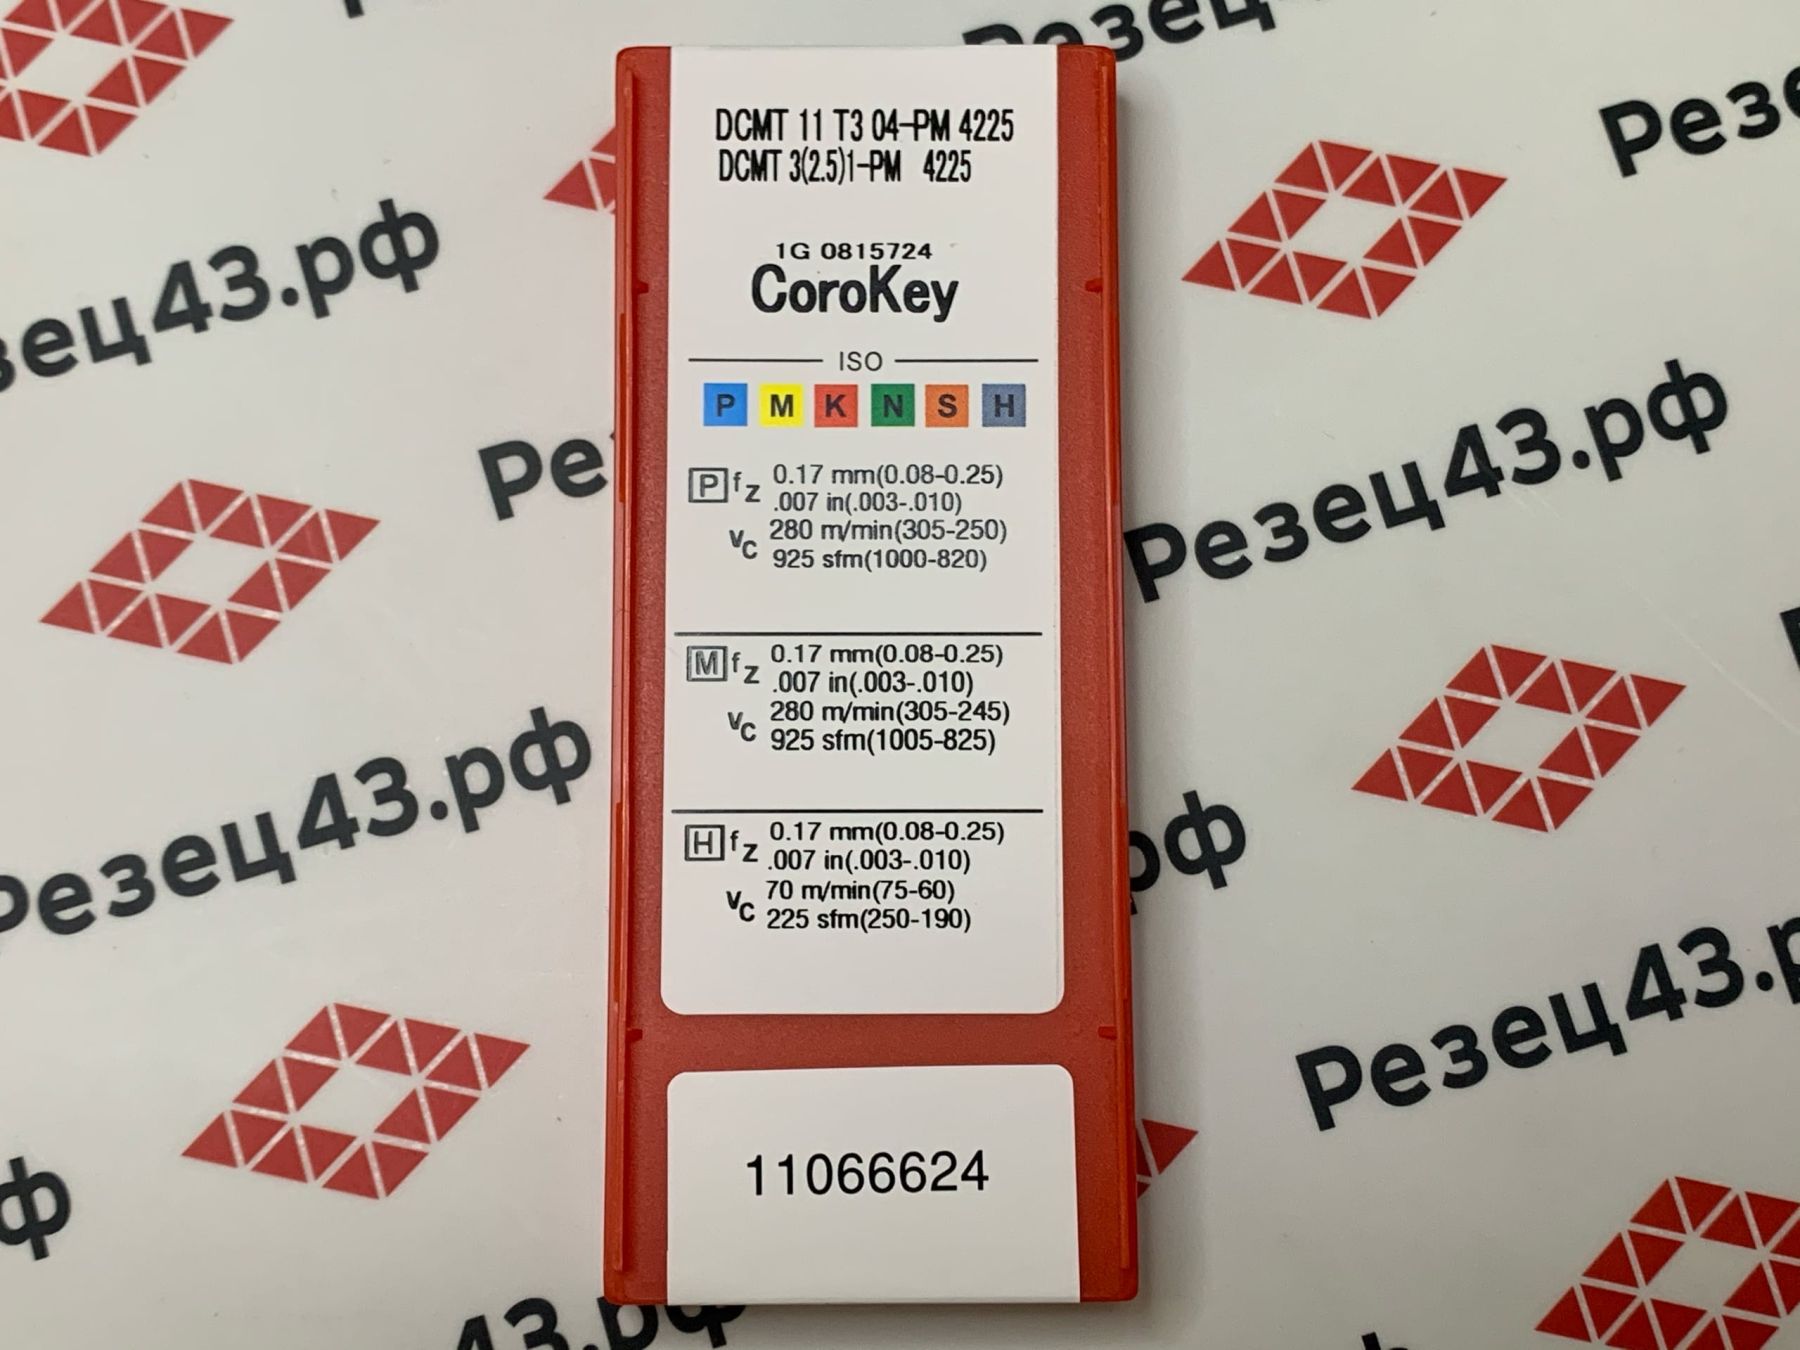 DCMT 11 T3 04-PM 4225
DCMT 3(2.5)1-PM 4225
1G 0815724
CoroKey
ISO
P M K N S H
P fz 0.17 mm(0.08-0.25)
.007 in(.003-.010)
vc 280 m/min(305-250)
925 sfm(1000-820)
M fz 0.17 mm(0.08-0.25)
.007 in(.003-.010)
vc 280 m/min(305-245)
925 sfm(1005-825)
H fz 0.17 mm(0.08-0.25)
.007 in(.003-.010)
vc 70 m/min(75-60)
225 sfm(250-190)
11066624
Резец43.рф
Резец43.рф
Резец43.рф